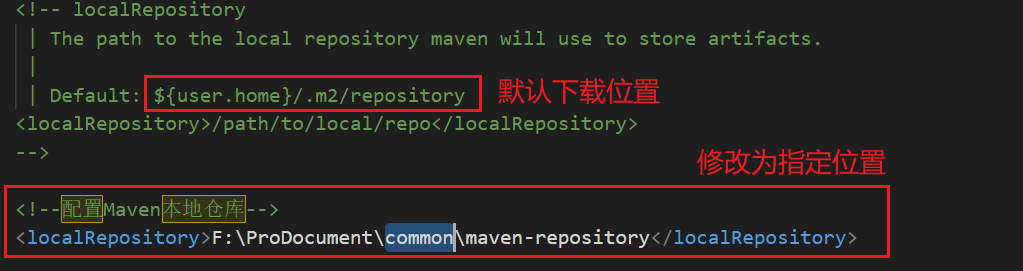 <!-- localRepository
| The path to the local repository maven will use to store artifacts.
|
| Default: ${user.home}/.m2/repository
默认下载位置
<localRepository>/path/to/local/repo</localRepository>
-->
修改为指定位置
<!--配置Maven本地仓库-->
<localRepository>F:\ProDocument\common\maven-repository</localRepository>